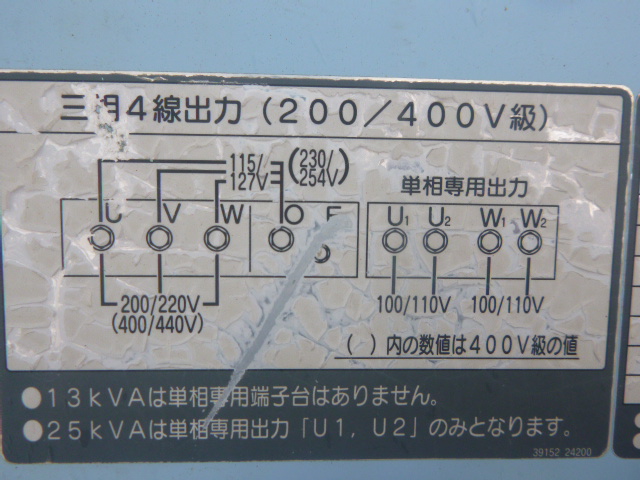 三相4線出力（200／400V級）
115/
127V
(230/
254V)
単相専用出力
U V W O E
U1 U2 W1 W2
200/220V
(400/440V)
100/110V 100/110V
（ ）内の数値は400V級の値
●13kVAは単相専用端子台はありません。
●25kVAは単相専用出力「U1, U2」のみとなります。
39152 24200